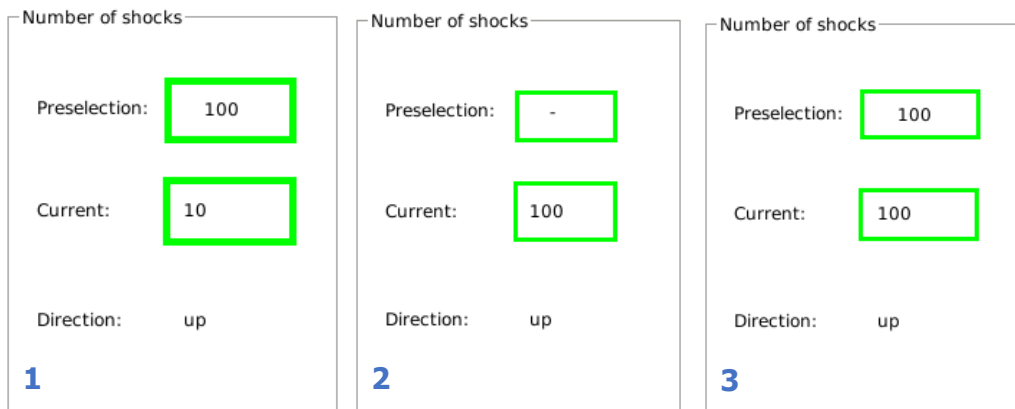 Number of shocks
Preselection: 100
Current: 10
Direction: up
1
Number of shocks
Preselection: -
Current: 100
Direction: up
2
Number of shocks
Preselection: 100
Current: 100
Direction: up
3